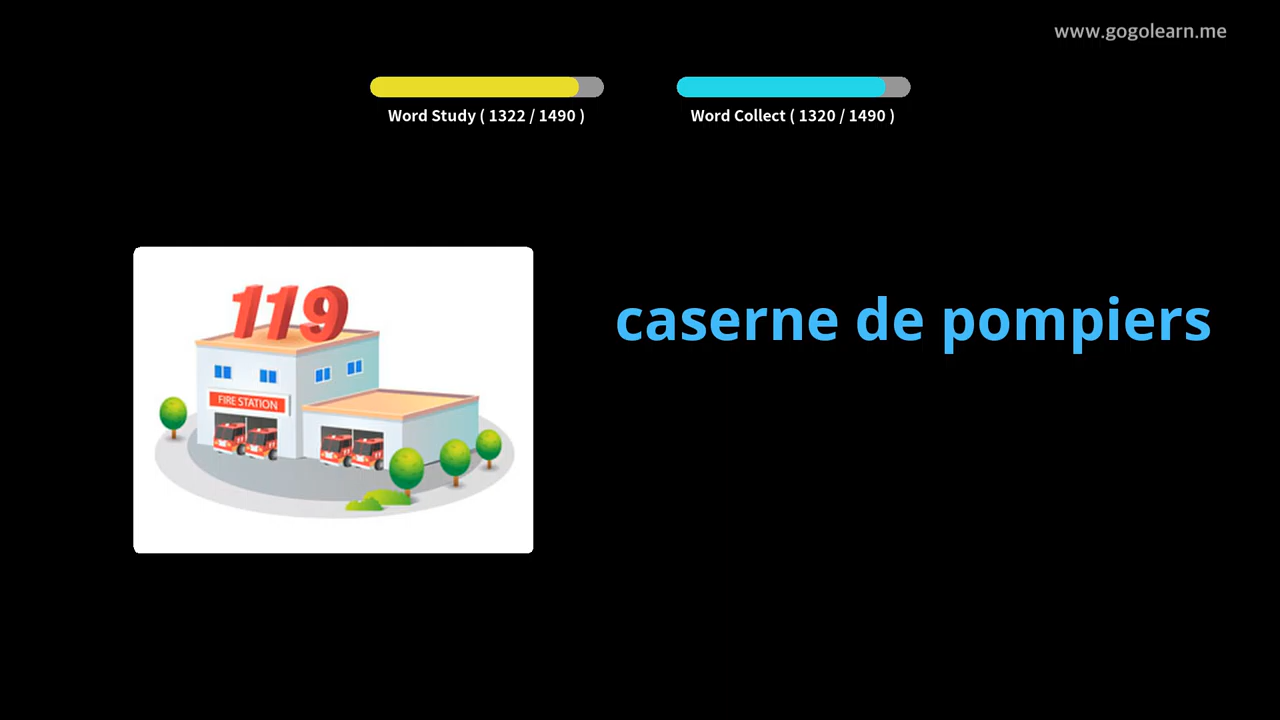 www.gogolearn.me
Word Study ( 1322 / 1490 )
Word Collect ( 1320 / 1490 )
119
FIRE STATION
caserne de pompiers